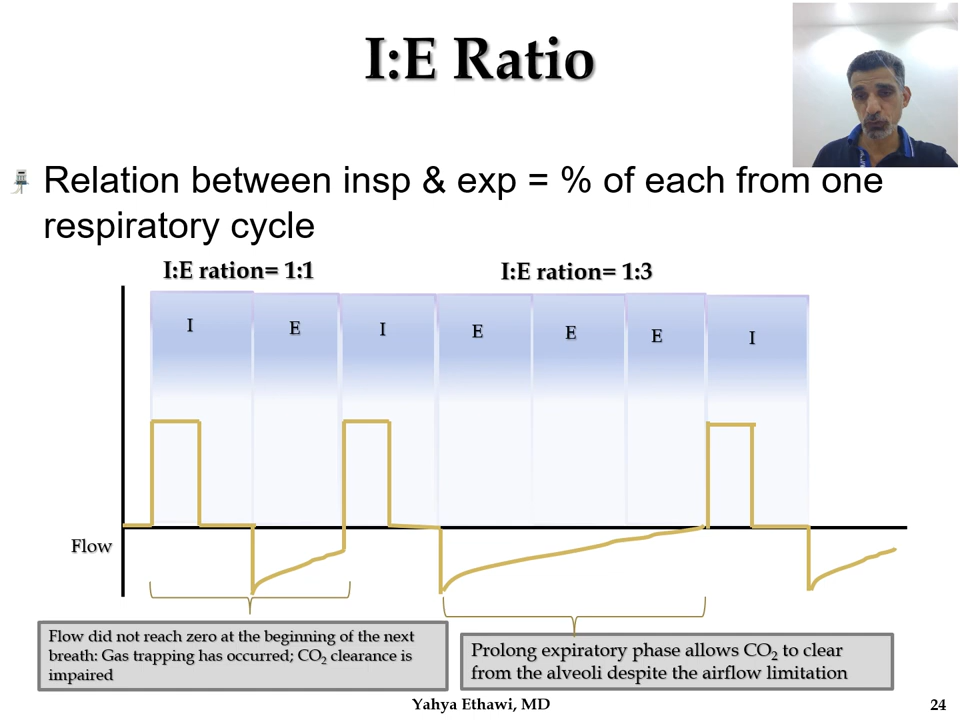 I:E Ratio
Relation between insp & exp = % of each from one
respiratory cycle
I:E ration= 1:1
I:E ration= 1:3
I
E
I
E
E
E
I
Flow
Flow did not reach zero at the beginning of the next
breath: Gas trapping has occurred; CO₂ clearance is
impaired
Prolong expiratory phase allows CO₂ to clear
from the alveoli despite the airflow limitation
Yahya Ethawi, MD
24